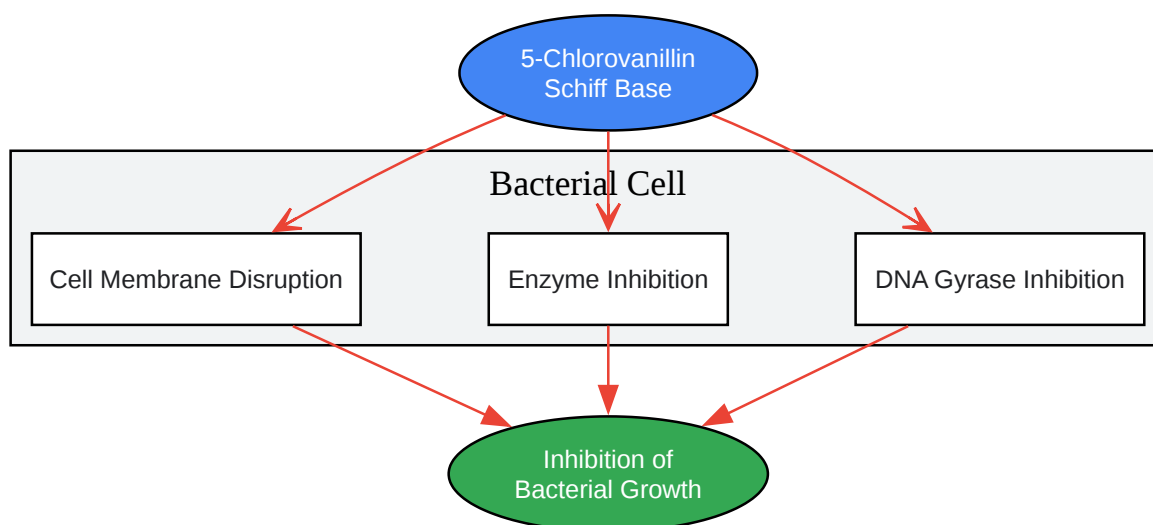 5-Chlorovanillin
Schiff Base
Bacterial Cell
Cell Membrane Disruption
Enzyme Inhibition
DNA Gyrase Inhibition
Inhibition of
Bacterial Growth